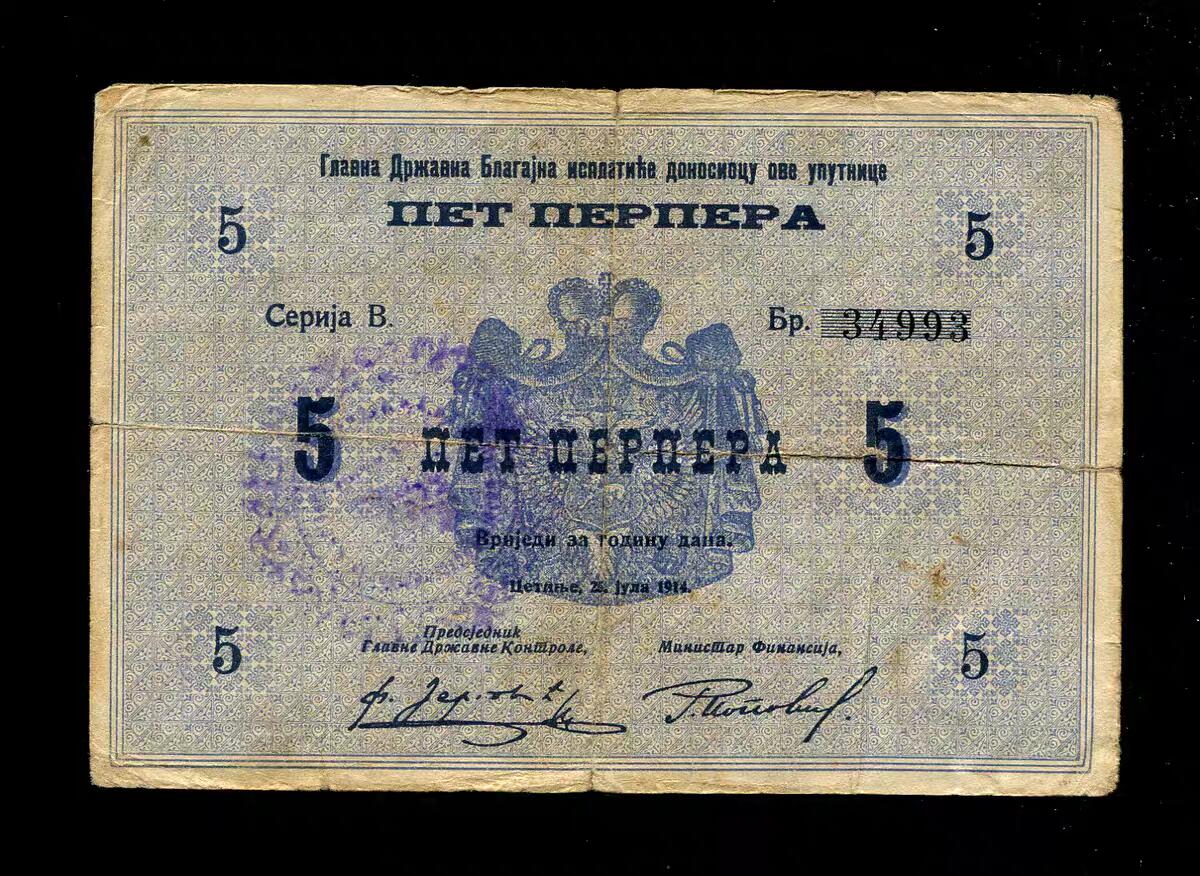 Главна Државна Благајна исплатиће доносиоцу ове упутнице
ПЕТ ПЕРПЕРА
5 5
Серија В. Бр. 34993
5 ПЕТ ПЕРПЕРА 5
Вриједи за годину дана.
Цетиње, јула 1914.
Предсједник
Главне Државне Контроле, Министар Финансија,
5 5
Поповић.